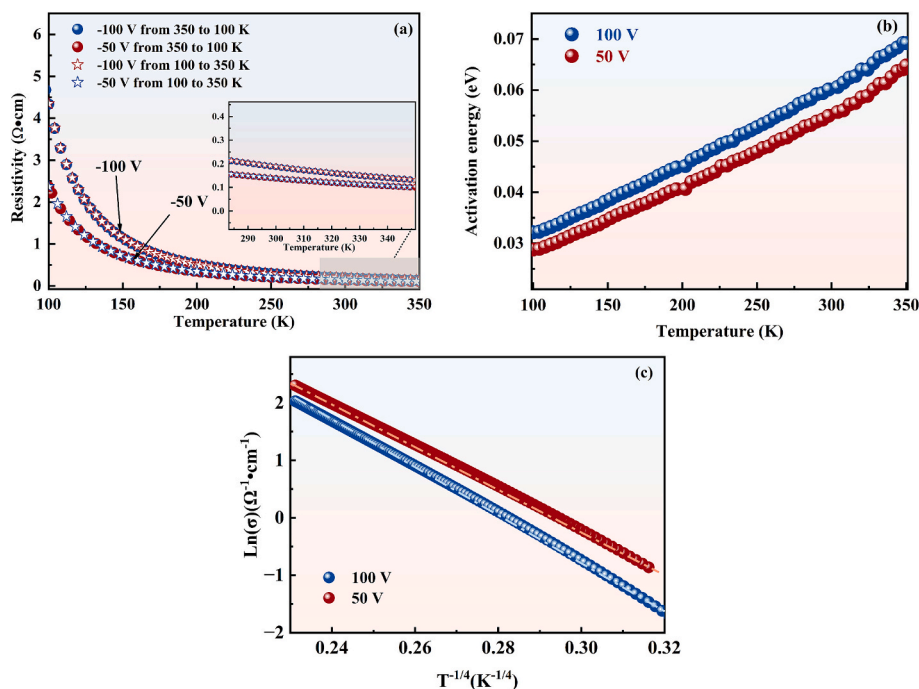 (a)
-100 V from 350 to 100 K
-50 V from 350 to 100 K
-100 V from 100 to 350 K
-50 V from 100 to 350 K
Resistivity (Ω•cm)
6
5
4
3
2
1
0
-100 V
-50 V
0.4
0.3
0.2
0.1
0.0
290 300 310 320 330 340
Temperature (K)
100 150 200 250 300 350
Temperature (K)
(b)
100 V
50 V
Activation energy (eV)
0.07
0.06
0.05
0.04
0.03
100 150 200 250 300 350
Temperature (K)
(c)
Ln(σ)(Ω⁻¹•cm⁻¹)
2
1
0
−1
−2
100 V
50 V
0.24 0.26 0.28 0.30 0.32
T⁻¹/⁴(K⁻¹/⁴)